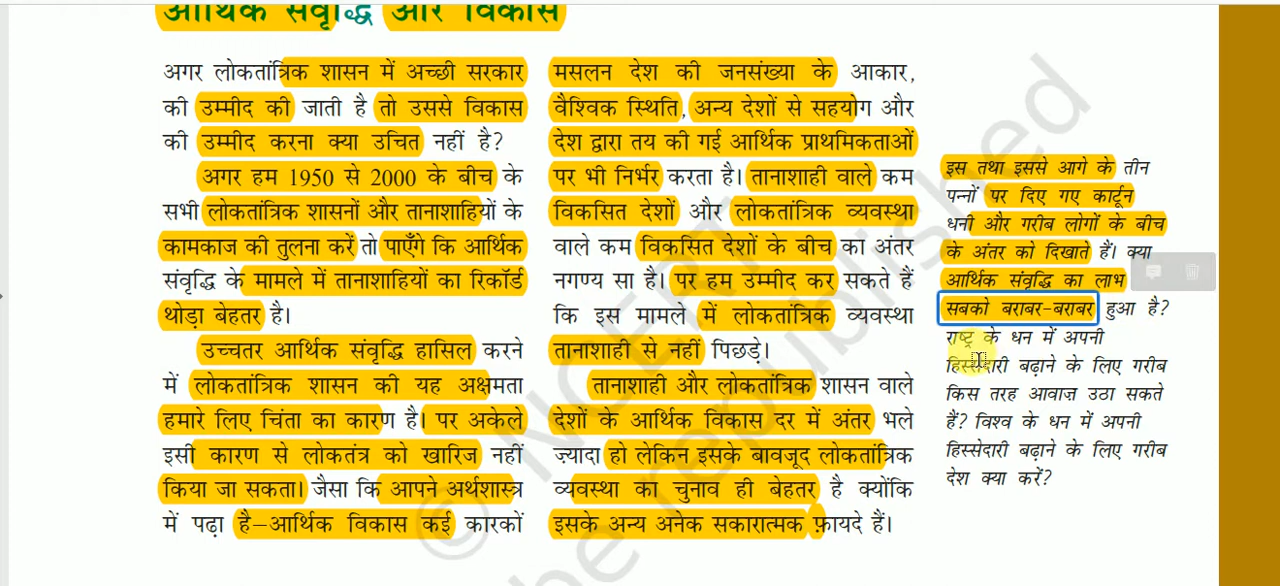 आर्थिक संवृद्धि और विकास
अगर लोकतांत्रिक शासन में अच्छी सरकार
की उम्मीद की जाती है तो उससे विकास
की उम्मीद करना क्या उचित नहीं है?
अगर हम 1950 से 2000 के बीच के
सभी लोकतांत्रिक शासनों और तानाशाहियों के
कामकाज की तुलना करें तो पाएँगे कि आर्थिक
संवृद्धि के मामले में तानाशाहियों का रिकॉर्ड
थोड़ा बेहतर है।
उच्चतर आर्थिक संवृद्धि हासिल करने
में लोकतांत्रिक शासन की यह अक्षमता
हमारे लिए चिंता का कारण है। पर अकेले
इसी कारण से लोकतंत्र को खारिज नहीं
किया जा सकता। जैसा कि आपने अर्थशास्त्र
में पढ़ा है–आर्थिक विकास कई कारकों
मसलन देश की जनसंख्या के आकार,
वैश्विक स्थिति, अन्य देशों से सहयोग और
देश द्वारा तय की गई आर्थिक प्राथमिकताओं
पर भी निर्भर करता है। तानाशाही वाले कम
विकसित देशों और लोकतांत्रिक व्यवस्था
वाले कम विकसित देशों के बीच का अंतर
नगण्य सा है। पर हम उम्मीद कर सकते हैं
कि इस मामले में लोकतांत्रिक व्यवस्था
तानाशाही से नहीं पिछड़े।
तानाशाही और लोकतांत्रिक शासन वाले
देशों के आर्थिक विकास दर में अंतर भले
ज़्यादा हो लेकिन इसके बावजूद लोकतांत्रिक
व्यवस्था का चुनाव ही बेहतर है क्योंकि
इसके अन्य अनेक सकारात्मक फ़ायदे हैं।
इस तथा इससे आगे के तीन
पन्नों पर दिए गए कार्टून
धनी और गरीब लोगों के बीच
के अंतर को दिखाते हैं। क्या
आर्थिक संवृद्धि का लाभ
सबको बराबर-बराबर हुआ है?
राष्ट्र के धन में अपनी
हिस्सेदारी बढ़ाने के लिए गरीब
किस तरह आवाज़ उठा सकते
हैं? विश्व के धन में अपनी
हिस्सेदारी बढ़ाने के लिए गरीब
देश क्या करें?
© NCERT
be republished